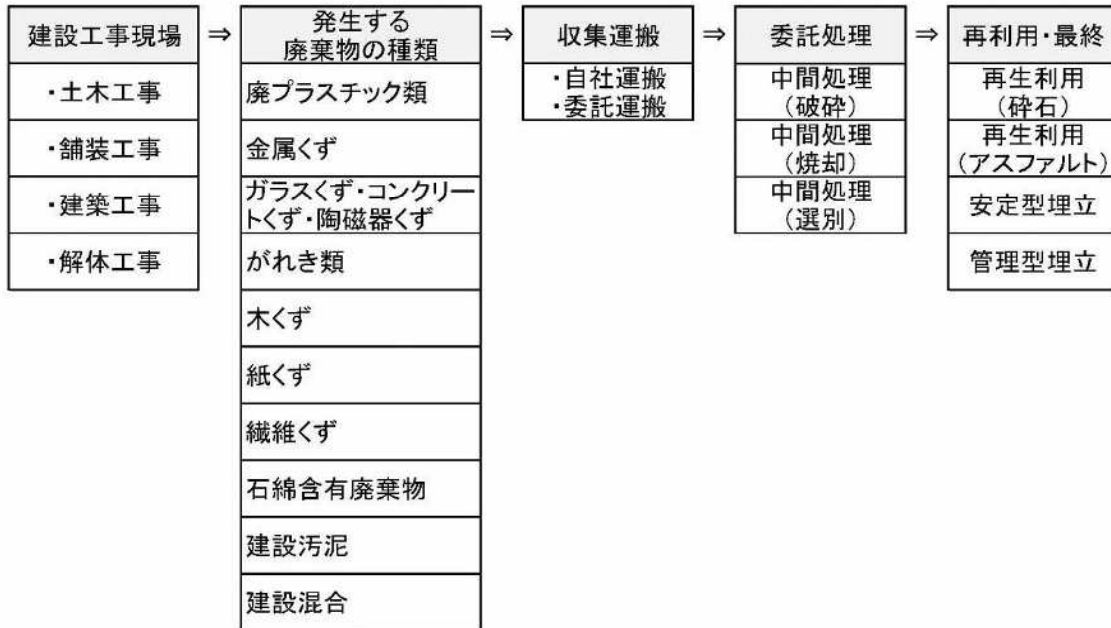 建設工事現場
・土木工事
・舗装工事
・建築工事
・解体工事
⇒
発生する
廃棄物の種類
廃プラスチック類
金属くず
ガラスくず・コンクリー
トくず・陶磁器くず
がれき類
木くず
紙くず
繊維くず
石綿含有廃棄物
建設汚泥
建設混合
⇒
収集運搬
・自社運搬
・委託運搬
⇒
委託処理
中間処理
(破砕)
中間処理
(焼却)
中間処理
(選別)
⇒
再利用・最終
再生利用
(砕石)
再生利用
(アスファルト)
安定型埋立
管理型埋立